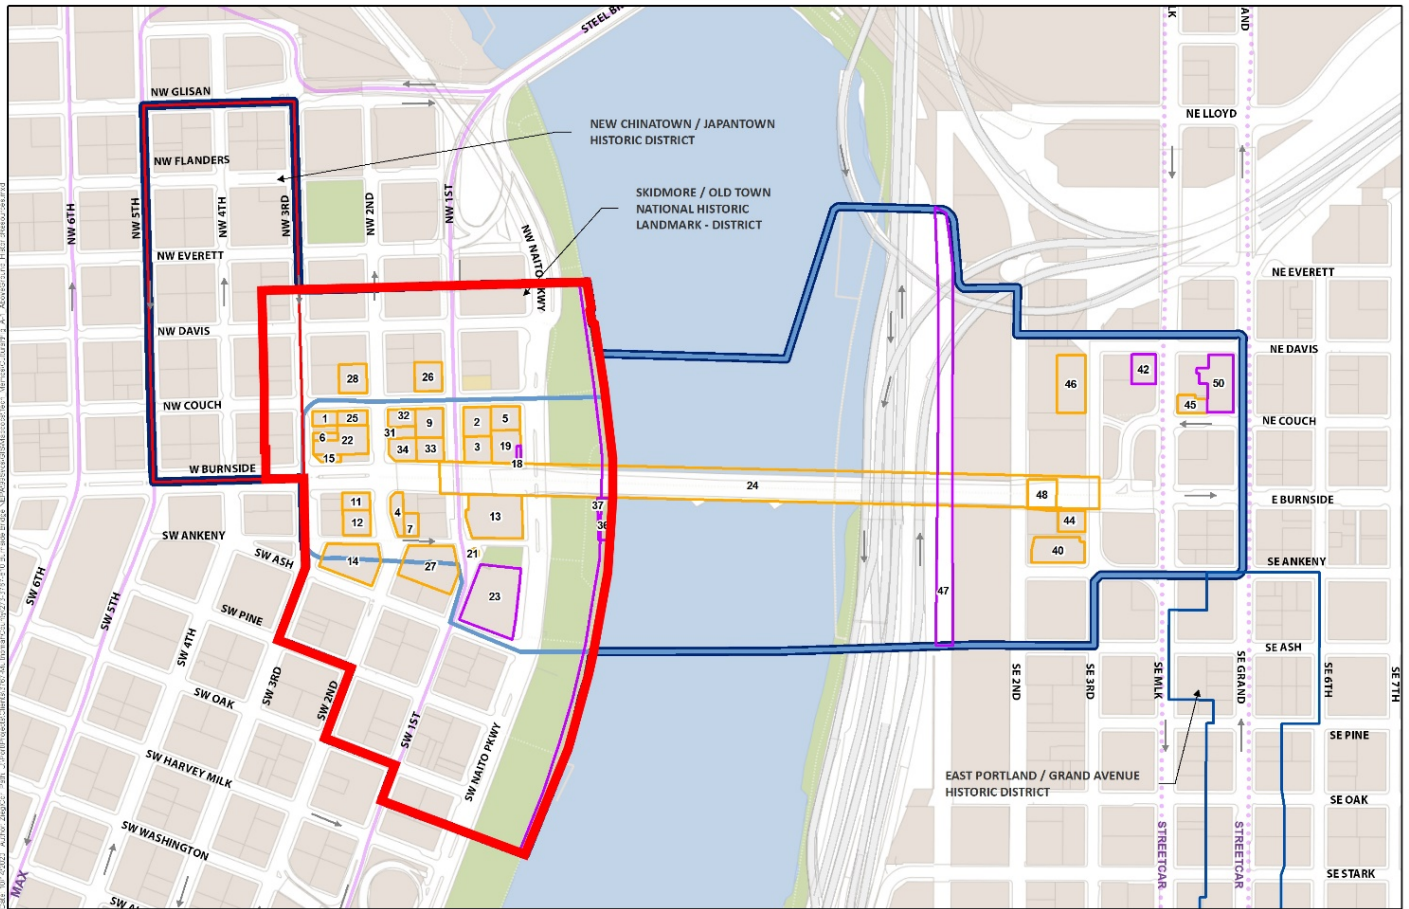 STEEL
NW GLISAN
NEW CHINATOWN / JAPANTOWN
HISTORIC DISTRICT
NE LLOYD
NW FLANDERS
SKIDMORE / OLD TOWN
NATIONAL HISTORIC
LANDMARK - DISTRICT
NW 6TH
NW 5TH
NW 4TH
NW 3RD
NW 2ND
NW 1ST
NW NAITO PKWY
NW EVERETT
NE EVERETT
NW DAVIS
NE DAVIS
28
26
46
42
50
45
NW COUCH
NE COUCH
1
25
32
9
2
5
6
22
31
15
34
33
3
19
18
W BURNSIDE
24
48
E BURNSIDE
11
4
13
37
36
12
7
44
40
SW ANKENY
SW ASH
14
27
21
SE ANKENY
23
47
SW 6TH
SW 5TH
SW PINE
SW 4TH
SE ASH
SW 3RD
SW 2ND
SW OAK
SW 1ST
SE 2ND
SE 3RD
SE MLK
SE GRAND
SE 6TH
SE 7TH
SE PINE
SW HARVEY MILK
SW NAITO PKWY
EAST PORTLAND / GRAND AVENUE
HISTORIC DISTRICT
SE OAK
SW WASHINGTON
STREETCAR
STREETCAR
SE STARK
MAX